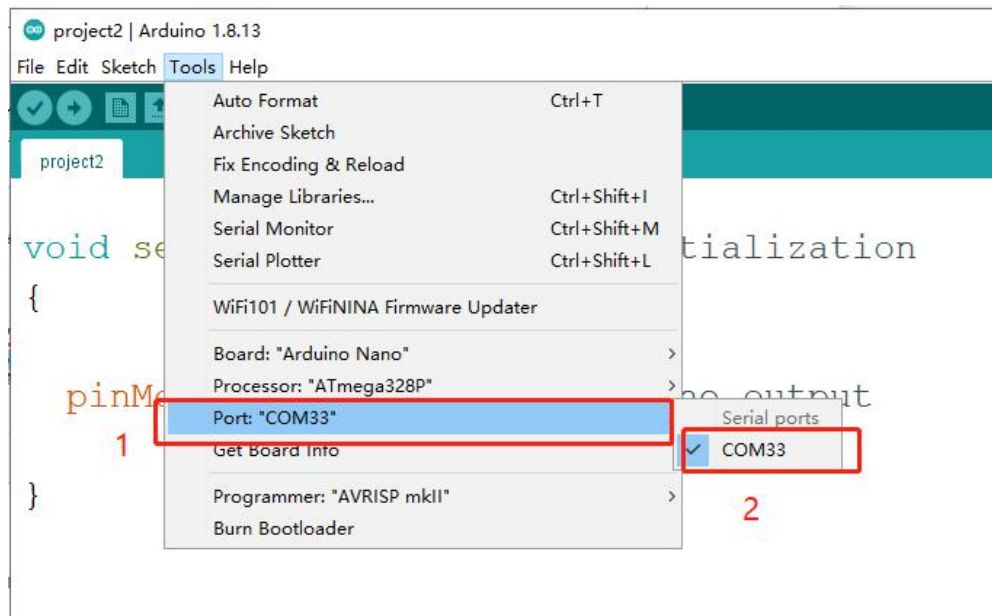 project2 | Arduino 1.8.13
File Edit Sketch Tools Help
project2
Auto Format Ctrl+T
Archive Sketch
Fix Encoding & Reload
Manage Libraries... Ctrl+Shift+I
Serial Monitor Ctrl+Shift+M
Serial Plotter Ctrl+Shift+L
WiFi101 / WiFiNINA Firmware Updater
Board: "Arduino Nano"
Processor: "ATmega328P"
Port: "COM33"
Get Board Info
Programmer: "AVRISP mkII"
Burn Bootloader
Serial ports
COM33
1
2
void se tialization
{
pinMo output
}